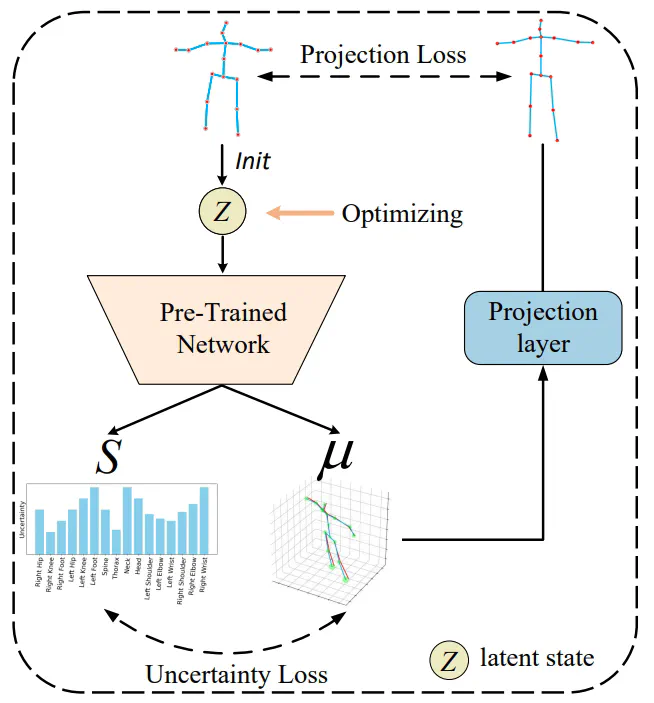 Projection Loss
Init
Z
Optimizing
Pre-Trained
Network
Projection
layer
S
μ
Uncertainty
Right Hip
Right Knee
Right Foot
Left Hip
Left Knee
Left Foot
Spine
Thorax
Neck
Head
Left Shoulder
Left Elbow
Left Wrist
Right Shoulder
Right Elbow
Right Wrist
Uncertainty Loss
Z latent state